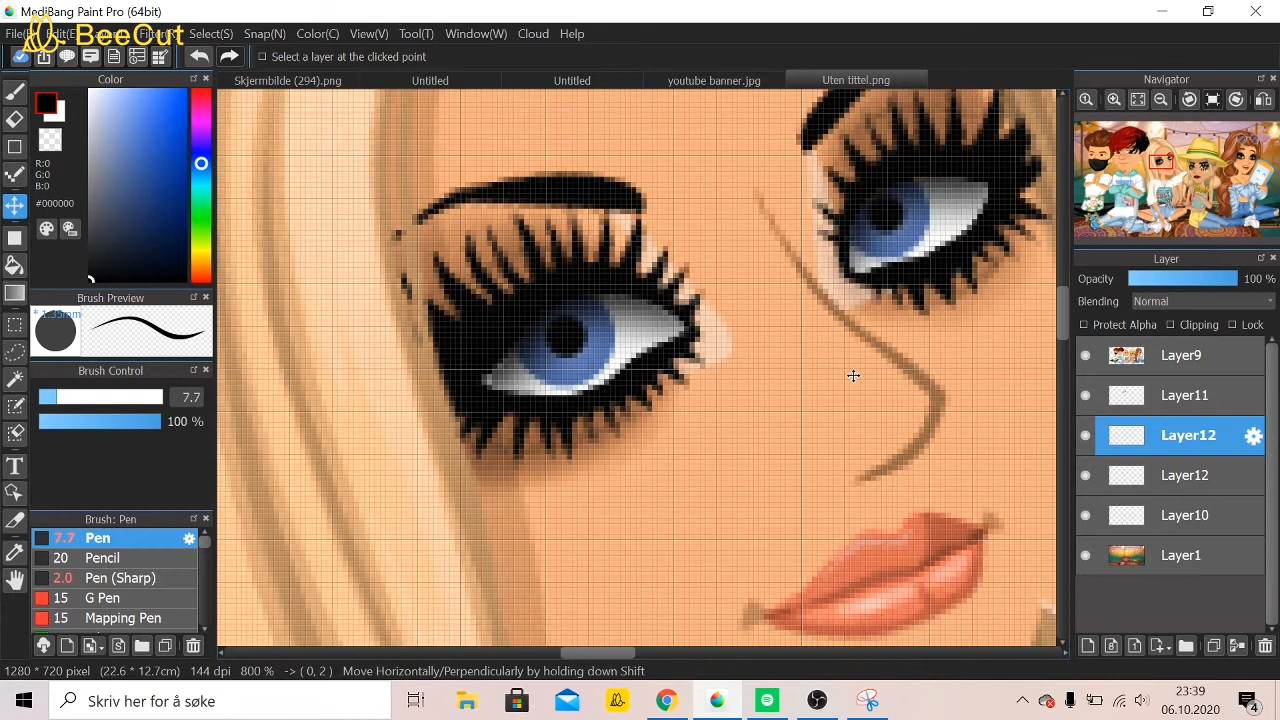 MediBang Paint Pro (64bit)
BeeCut
File(F) Edit(E) Select(S) Snap(N) Color(C) View(V) Tool(T) Window(W) Cloud Help
Select a layer at the clicked point
Color
Skjermbilde (294).png Untitled Untitled youtube banner.jpg Uten tittel.png
Navigator
R:0
G:0
B:0
#000000
Layer
Opacity 100 %
Brush Preview
Blending Normal
* 1.35mm
Protect Alpha Clipping Lock
Layer9
Brush Control
7.7
Layer11
100 %
Layer12
Layer12
Brush: Pen
Layer10
7.7 Pen
20 Pencil
Layer1
2.0 Pen (Sharp)
15 G Pen
15 Mapping Pen
1280 * 720 pixel (22.6 * 12.7cm) 144 dpi 800 % -> ( 0, 2 ) Move Horizontally/Perpendicularly by holding down Shift
Skriv her for å søke
23:39
06.10.2020
4